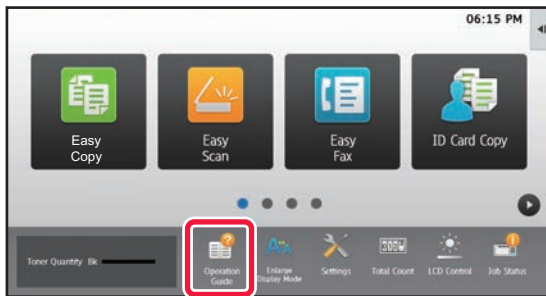 06:15 PM
Easy
Copy
Easy
Scan
Easy
Fax
ID Card Copy
Toner Quantity Bk
Operation
Guide
Enlarge
Display Mode
Settings
Total Count
LCD Control
Job Status